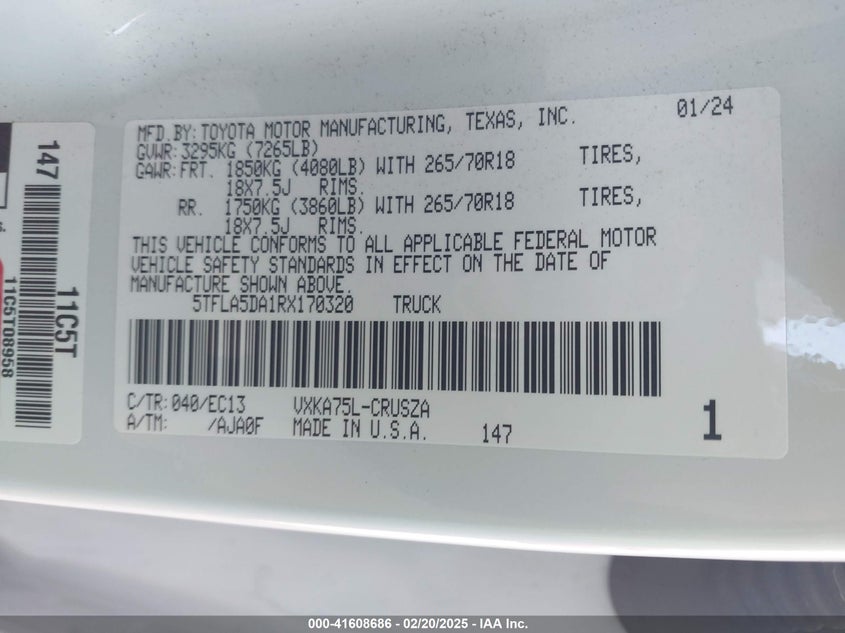 147
11C5T
11C5T08958
s.
MFD.BY:TOYOTA MOTOR MANUFACTURING, TEXAS, INC. 01/24
GVWR:3295KG (7265LB)
GAWR:FRT. 1850KG (4080LB) WITH 265/70R18 TIRES,
18X7.5J RIMS.
RR. 1750KG (3860LB) WITH 265/70R18 TIRES,
18X7.5J RIMS.
THIS VEHICLE CONFORMS TO ALL APPLICABLE FEDERAL MOTOR
VEHICLE SAFETY STANDARDS IN EFFECT ON THE DATE OF
MANUFACTURE SHOWN ABOVE.
5TFLA5DA1RX170320 TRUCK
C/TR:040/EC13 VXKA75L-CRUSZA
A/TM: /AJA0F MADE IN U.S.A. 147 1
000-41608686 / 02/20/2025 - IAA Inc.